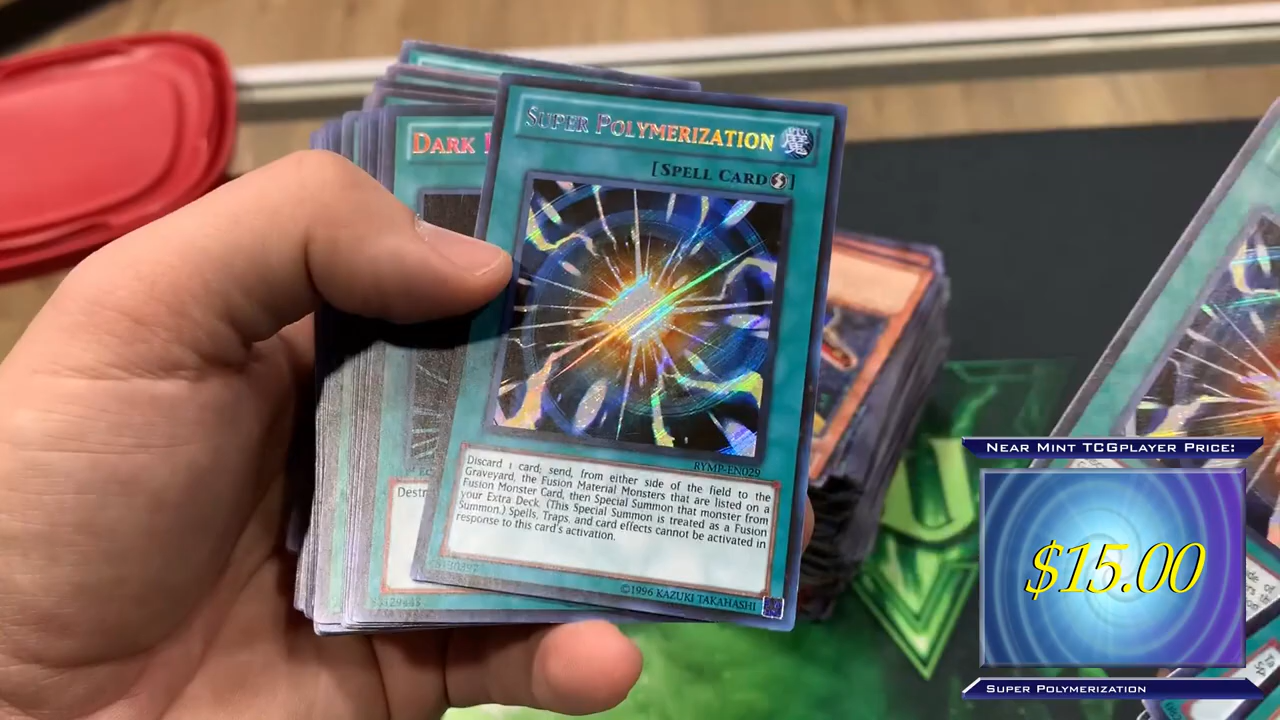 SUPER POLYMERIZATION
魔
[SPELL CARD]
RYMP-EN029
Discard 1 card; send, from either side of the field to the
Graveyard, the Fusion Material Monsters that are listed on a
Fusion Monster Card, then Special Summon that monster from
your Extra Deck. (This Special Summon is treated as a Fusion
Summon.) Spells, Traps, and card effects cannot be activated in
response to this card's activation.
©1996 KAZUKI TAKAHASHI
DARK
Destr
NEAR MINT TCGPLAYER PRICE:
$15.00
SUPER POLYMERIZATION